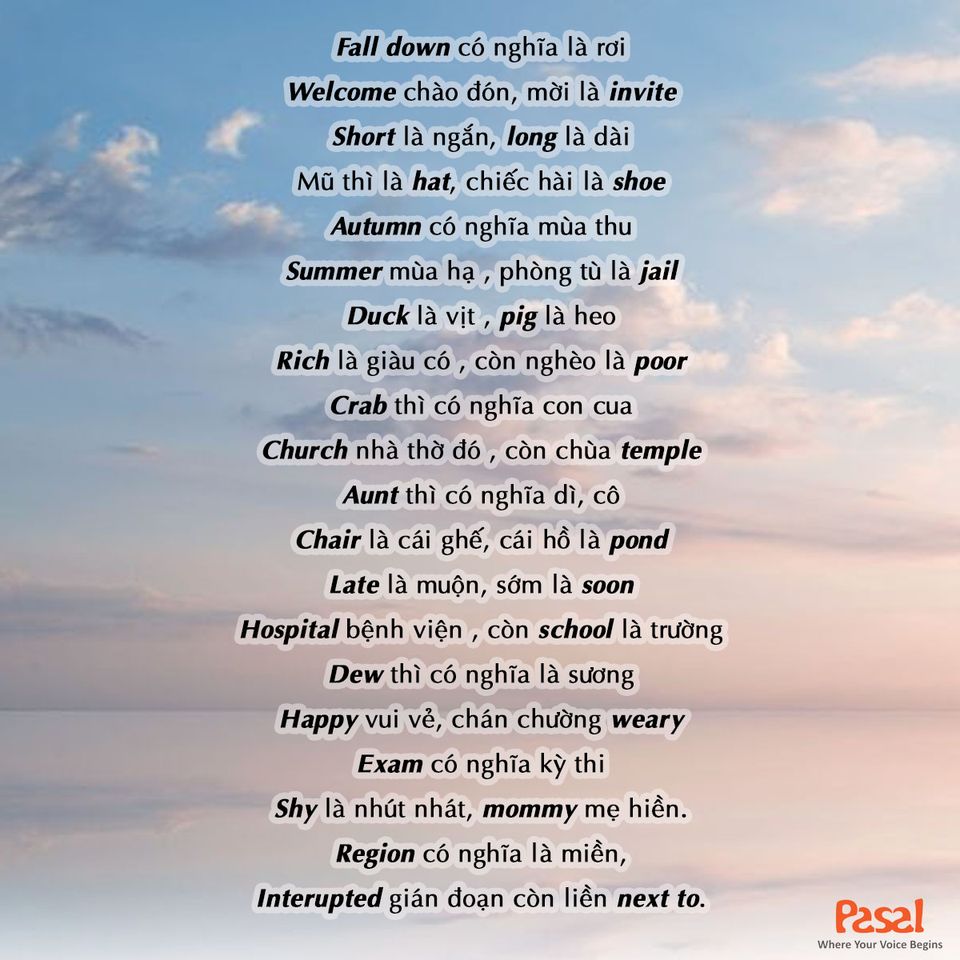 Fall down có nghĩa là rơi
Welcome chào đón, mời là invite
Short là ngắn, long là dài
Mũ thì là hat, chiếc hài là shoe
Autumn có nghĩa mùa thu
Summer mùa hạ , phòng tù là jail
Duck là vịt , pig là heo
Rich là giàu có , còn nghèo là poor
Crab thì có nghĩa con cua
Church nhà thờ đó , còn chùa temple
Aunt thì có nghĩa dì, cô
Chair là cái ghế, cái hồ là pond
Late là muộn, sớm là soon
Hospital bệnh viện , còn school là trường
Dew thì có nghĩa là sương
Happy vui vẻ, chán chường weary
Exam có nghĩa kỳ thi
Shy là nhút nhát, mommy mẹ hiền.
Region có nghĩa là miền,
Interupted gián đoạn còn liền next to.
Pasal
Where Your Voice Begins